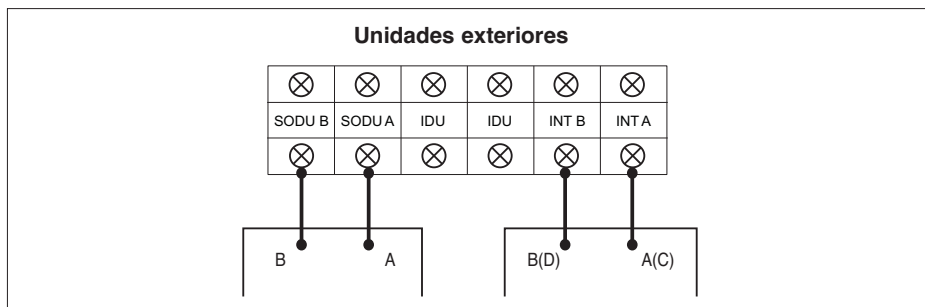 Unidades exteriores
SODU B SODU A IDU IDU INT B INT A
B A B(D) A(C)